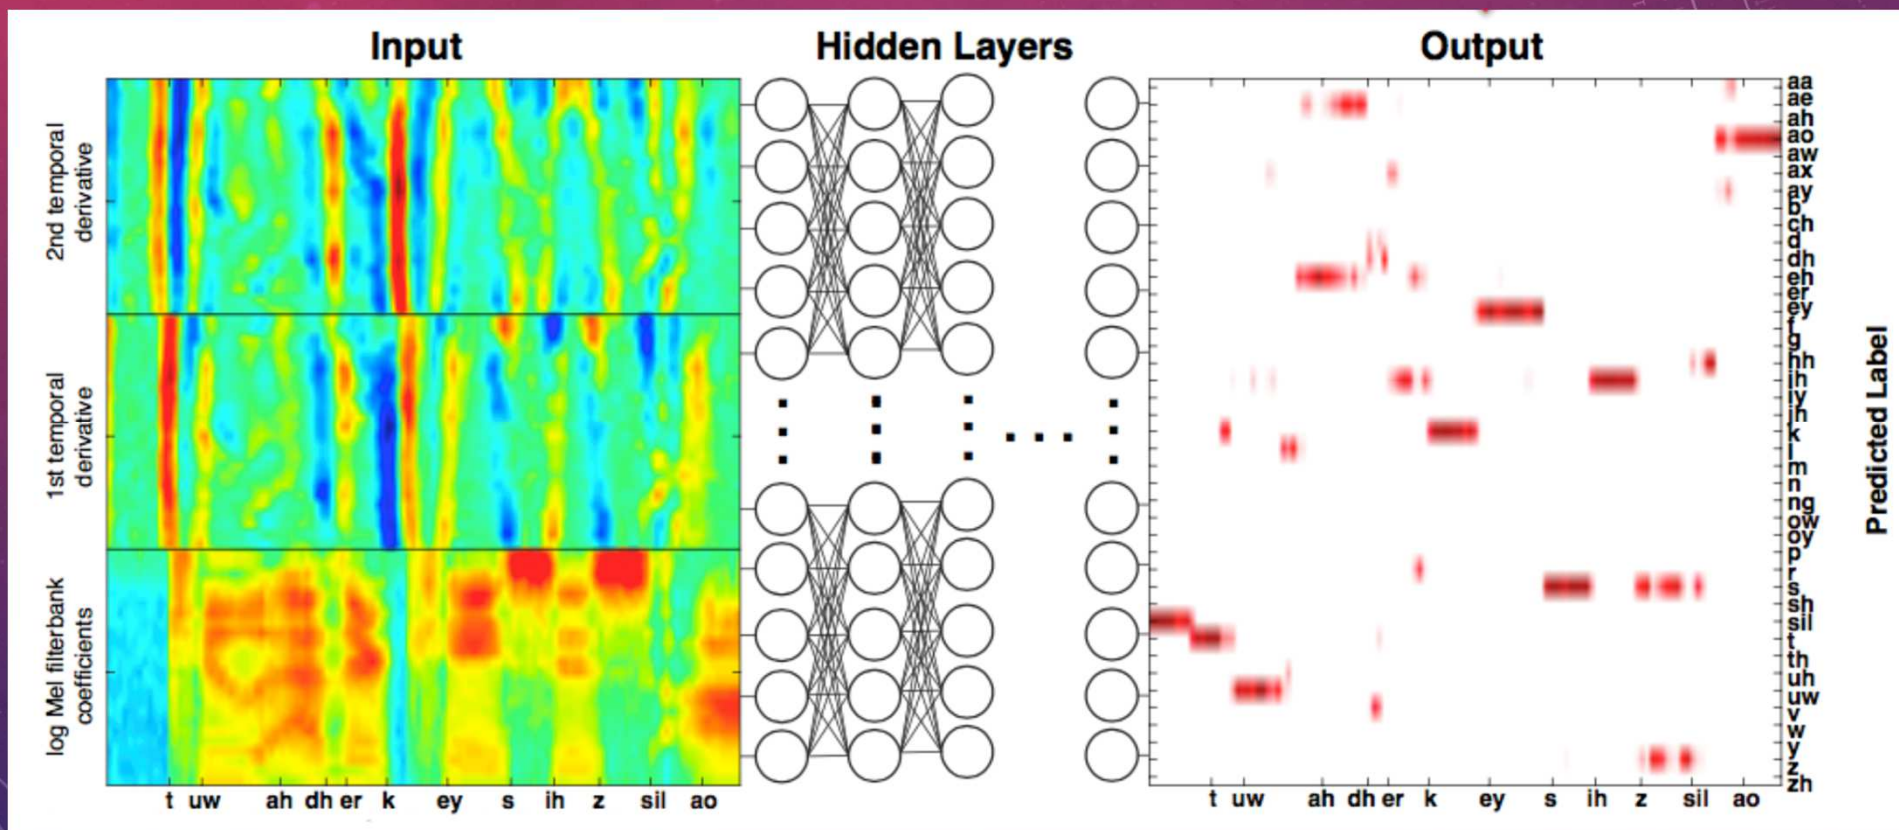 Input
Hidden Layers
Output
2nd temporal
derivative
1st temporal
derivative
log Mel filterbank
coefficients
t uw ah dh er k ey s ih z sil ao
aa
ae
ah
ao
aw
ax
ay
b
ch
d
dh
eh
er
ey
f
g
hh
ih
iy
jh
k
l
m
n
ng
ow
oy
p
r
s
sh
sil
t
th
uh
uw
v
w
y
z
zh
Predicted Label
t uw ah dh er k ey s ih z sil ao